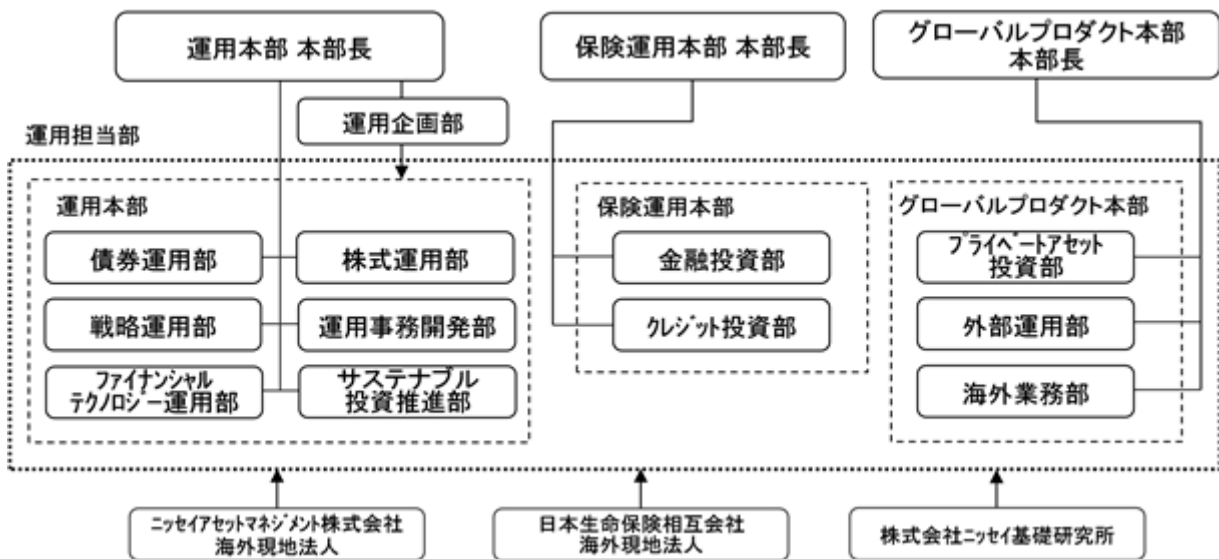 運用本部 本部長
保険運用本部 本部長
グローバルプロダクト本部
本部長
運用企画部
運用担当部
運用本部
債券運用部
株式運用部
戦略運用部
運用事務開発部
ファイナンシャル
テクノロジー運用部
サステナブル
投資推進部
保険運用本部
金融投資部
クレジット投資部
グローバルプロダクト本部
プライベートアセット
投資部
外部運用部
海外業務部
ニッセイアセットマネジメント株式会社
海外現地法人
日本生命保険相互会社
海外現地法人
株式会社ニッセイ基礎研究所